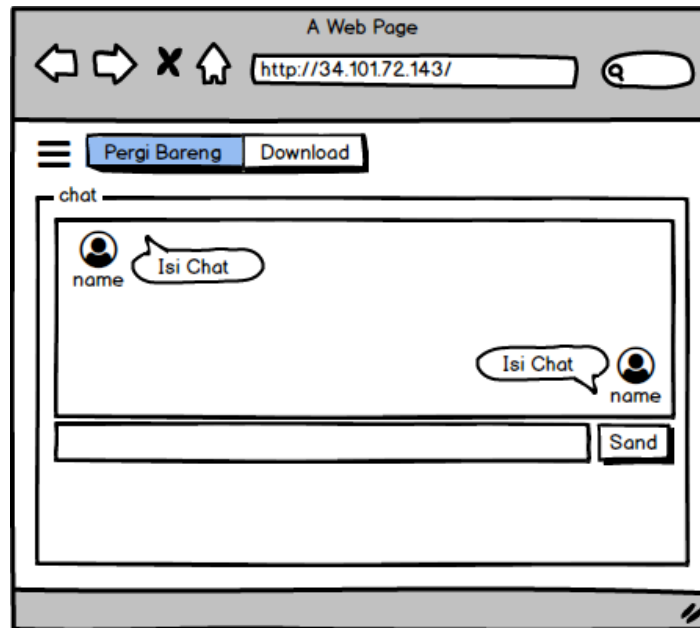 A Web Page
http://34.101.72.143/
Pergi Bareng Download
chat
Isi Chat
name
Isi Chat
name
Sand